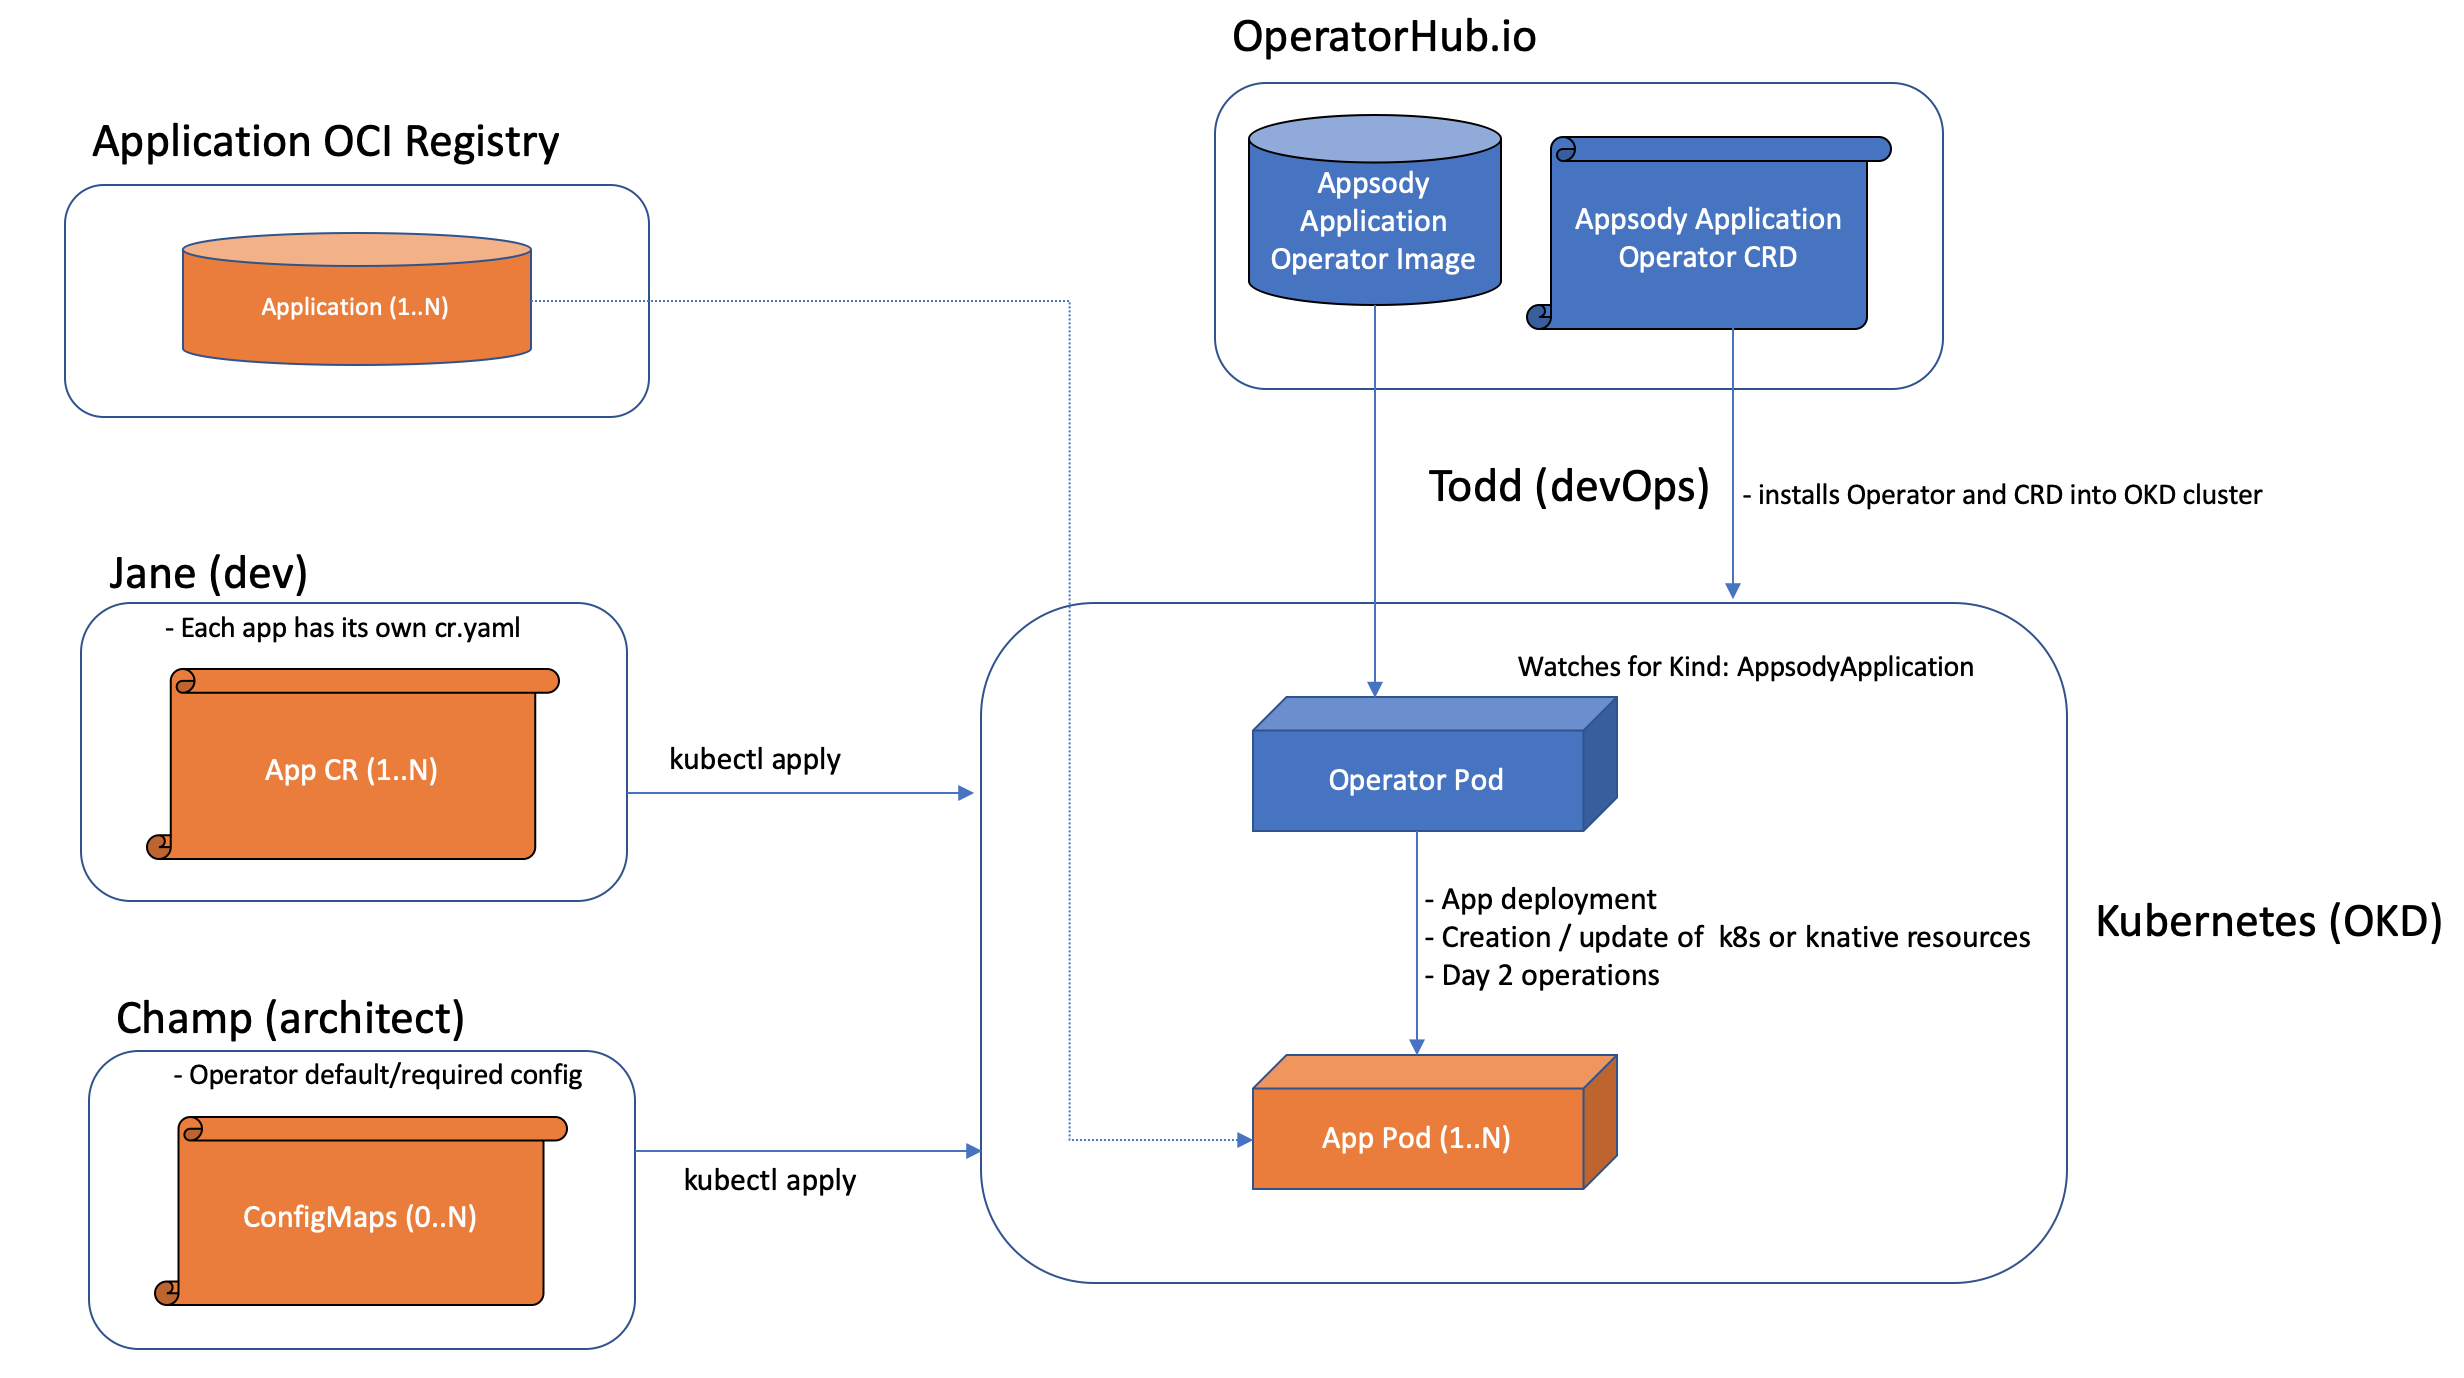 OperatorHub.io
Appsody
Application
Operator Image
Appsody Application
Operator CRD
Application OCI Registry
Application (1..N)
Todd (devOps)
- installs Operator and CRD into OKD cluster
Jane (dev)
- Each app has its own cr.yaml
App CR (1..N)
kubectl apply
Watches for Kind: AppsodyApplication
Operator Pod
- App deployment
- Creation / update of  k8s or knative resources
- Day 2 operations
Kubernetes (OKD)
Champ (architect)
- Operator default/required config
ConfigMaps (0..N)
kubectl apply
App Pod (1..N)